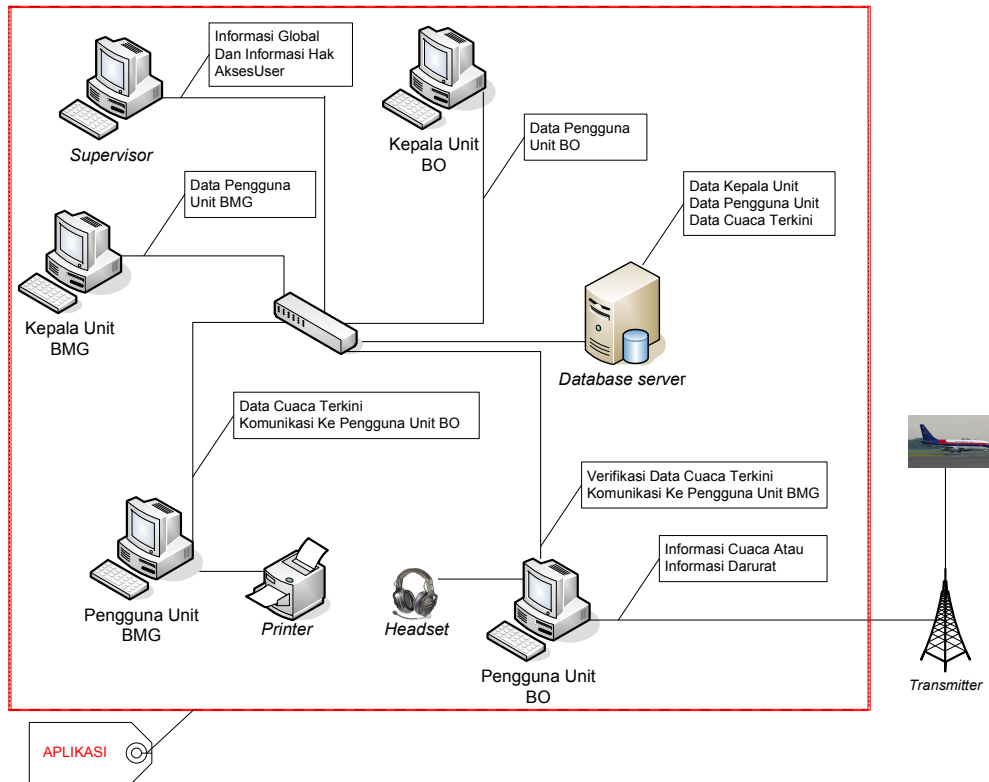 Informasi Global
Dan Informasi Hak
AksesUser
Supervisor
Kepala Unit
BO
Data Pengguna
Unit BO
Data Pengguna
Unit BMG
Data Kepala Unit
Data Pengguna Unit
Data Cuaca Terkini
Kepala Unit
BMG
Database server
Data Cuaca Terkini
Komunikasi Ke Pengguna Unit BO
Verifikasi Data Cuaca Terkini
Komunikasi Ke Pengguna Unit BMG
Informasi Cuaca Atau
Informasi Darurat
Pengguna Unit
BMG
Printer
Headset
Pengguna Unit
BO
Transmitter
APLIKASI